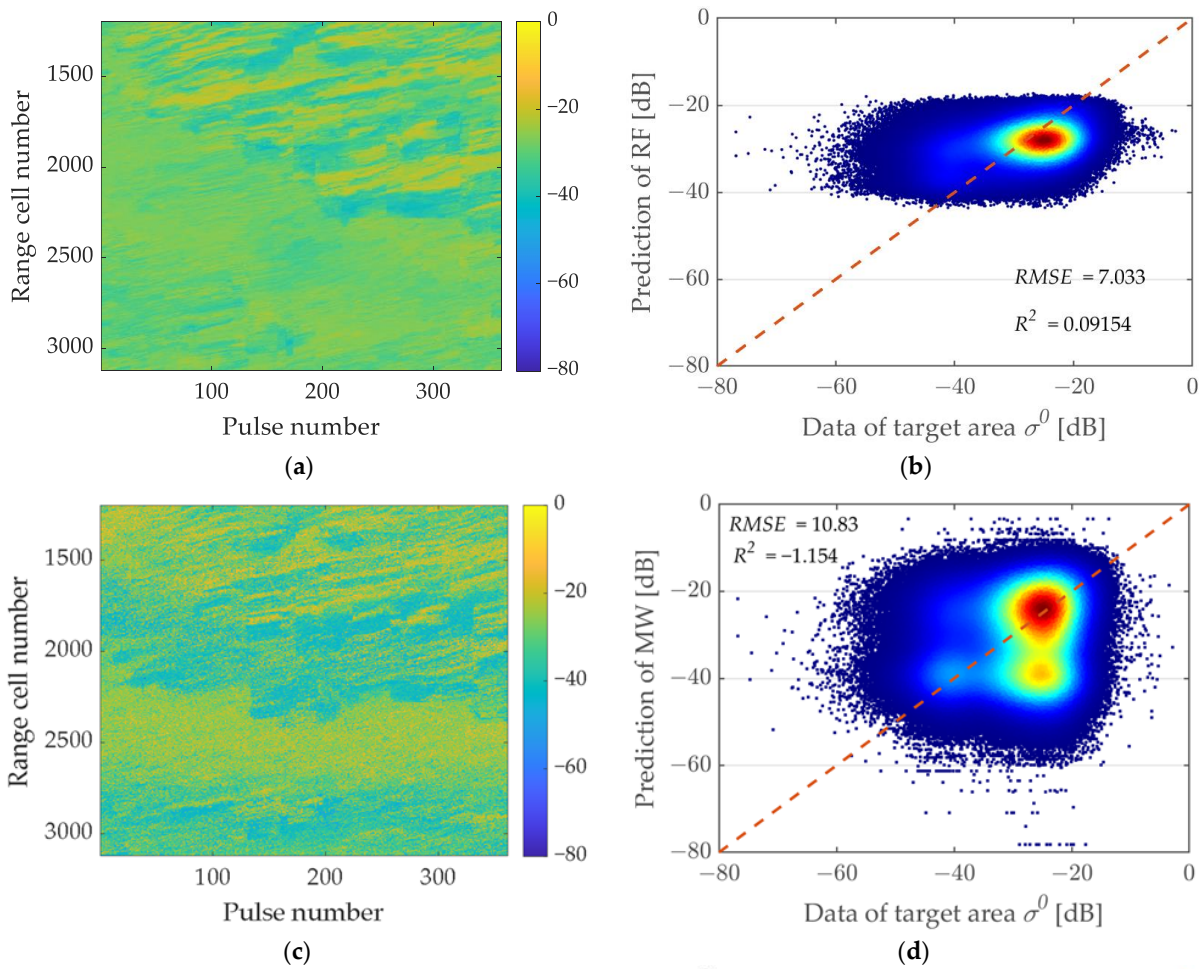 0
1500
−20
2000
−40
2500
−60
3000
−80
100 200 300
Range cell number
Pulse number
(a)
0
−20
−40
−60
−80
−80 −60 −40 −20 0
Prediction of RF [dB]
RMSE = 7.033
R² = 0.09154
Data of target area σ⁰ [dB]
(b)
0
1500
−20
2000
−40
2500
−60
3000
−80
100 200 300
Range cell number
Pulse number
(c)
0
−20
−40
−60
−80
−80 −60 −40 −20 0
Prediction of MW [dB]
RMSE = 10.83
R² = −1.154
Data of target area σ⁰ [dB]
(d)